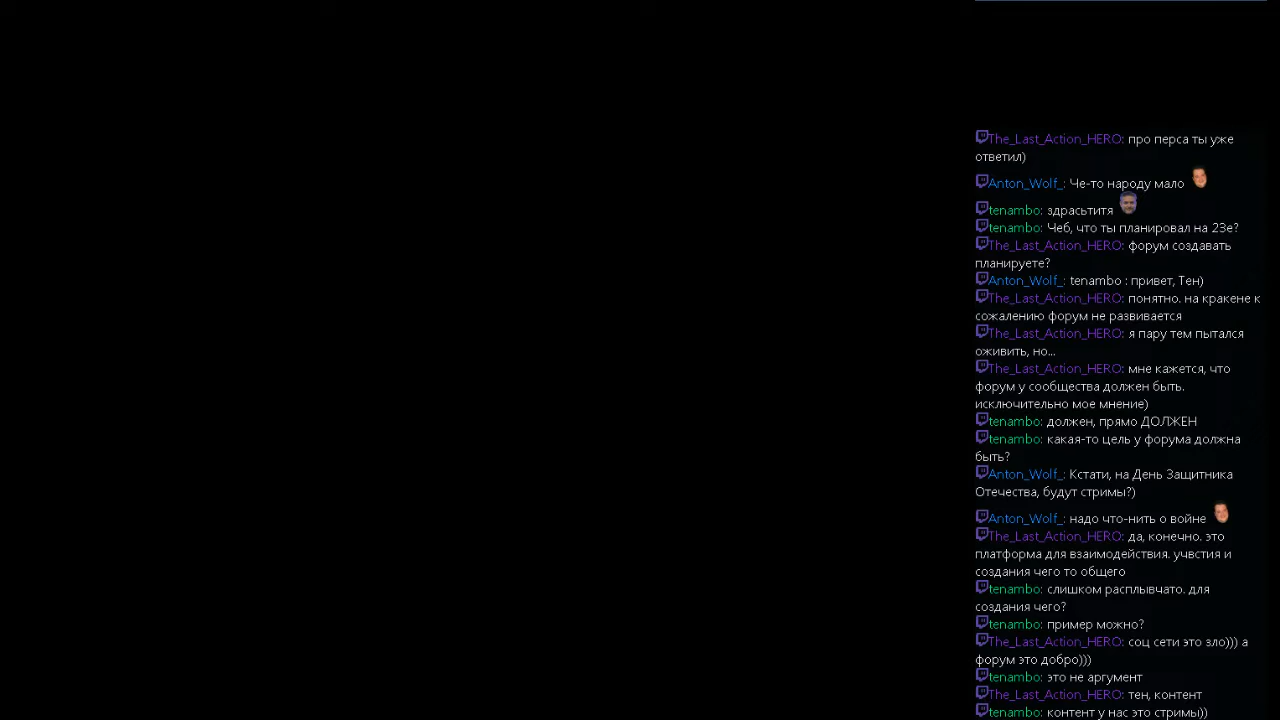 The_Last_Action_HERO: про перса ты уже
ответил)
Anton_Wolf_: Че-то народу мало
tenambo: здрасьтитя
tenambo: Чеб, что ты планировал на 23е?
The_Last_Action_HERO: форум создавать
планируете?
Anton_Wolf_: tenambo : привет, Тен)
The_Last_Action_HERO: понятно. на кракене к
сожалению форум не развивается
The_Last_Action_HERO: я пару тем пытался
оживить, но...
The_Last_Action_HERO: мне кажется, что
форум у сообщества должен быть.
исключительно мое мнение)
tenambo: должен, прямо ДОЛЖЕН
tenambo: какая-то цель у форума должна
быть?
Anton_Wolf_: Кстати, на День Защитника
Отечества, будут стримы?)
Anton_Wolf_: надо что-нить о войне
The_Last_Action_HERO: да, конечно. это
платформа для взаимодействия. учвстия и
создания чего то общего
tenambo: слишком расплывчато. для
создания чего?
tenambo: пример можно?
The_Last_Action_HERO: соц сети это зло))) а
форум это добро)))
tenambo: это не аргумент
The_Last_Action_HERO: тен, контент
tenambo: контент у нас это стримы))